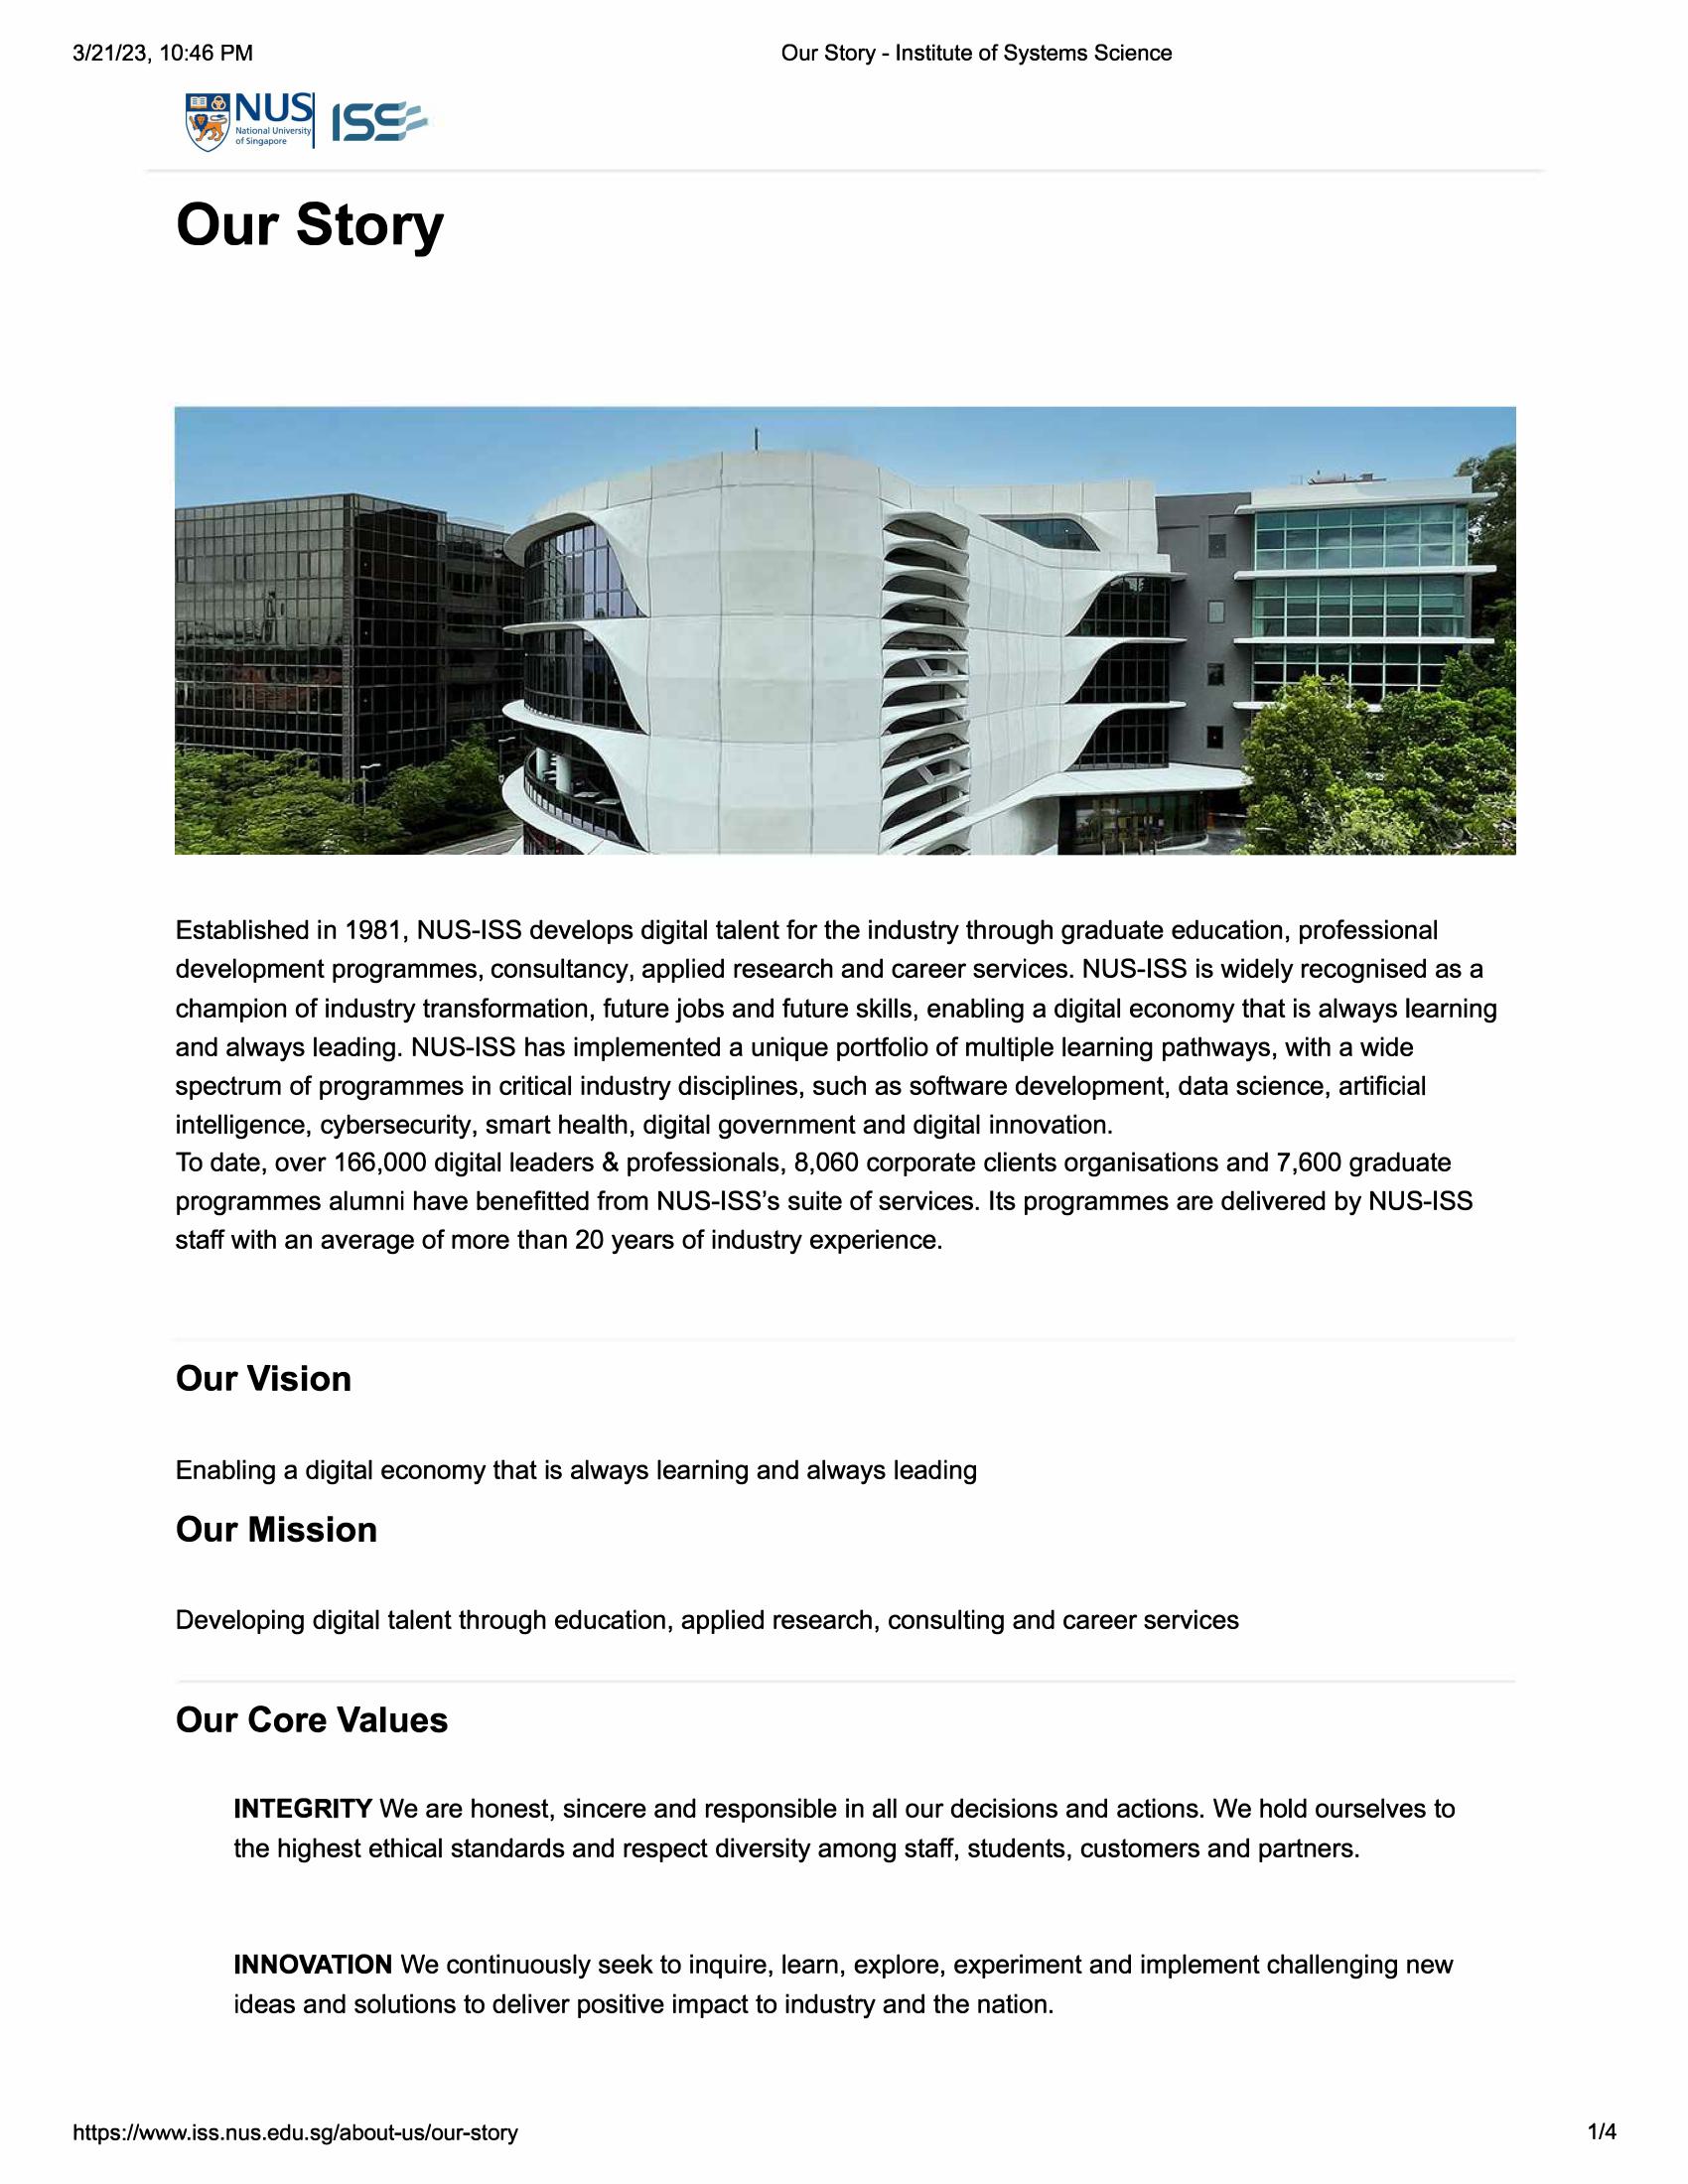 3/21/23, 10:46 PM
Our Story - Institute of Systems Science
NUS
National University
of Singapore
ISS
Our Story
Established in 1981, NUS-ISS develops digital talent for the industry through graduate education, professional
development programmes, consultancy, applied research and career services. NUS-ISS is widely recognised as a
champion of industry transformation, future jobs and future skills, enabling a digital economy that is always learning
and always leading. NUS-ISS has implemented a unique portfolio of multiple learning pathways, with a wide
spectrum of programmes in critical industry disciplines, such as software development, data science, artificial
intelligence, cybersecurity, smart health, digital government and digital innovation.
To date, over 166,000 digital leaders & professionals, 8,060 corporate clients organisations and 7,600 graduate
programmes alumni have benefitted from NUS-ISS’s suite of services. Its programmes are delivered by NUS-ISS
staff with an average of more than 20 years of industry experience.
Our Vision
Enabling a digital economy that is always learning and always leading
Our Mission
Developing digital talent through education, applied research, consulting and career services
Our Core Values
INTEGRITY We are honest, sincere and responsible in all our decisions and actions. We hold ourselves to
the highest ethical standards and respect diversity among staff, students, customers and partners.
INNOVATION We continuously seek to inquire, learn, explore, experiment and implement challenging new
ideas and solutions to deliver positive impact to industry and the nation.
https://www.iss.nus.edu.sg/about-us/our-story
1/4